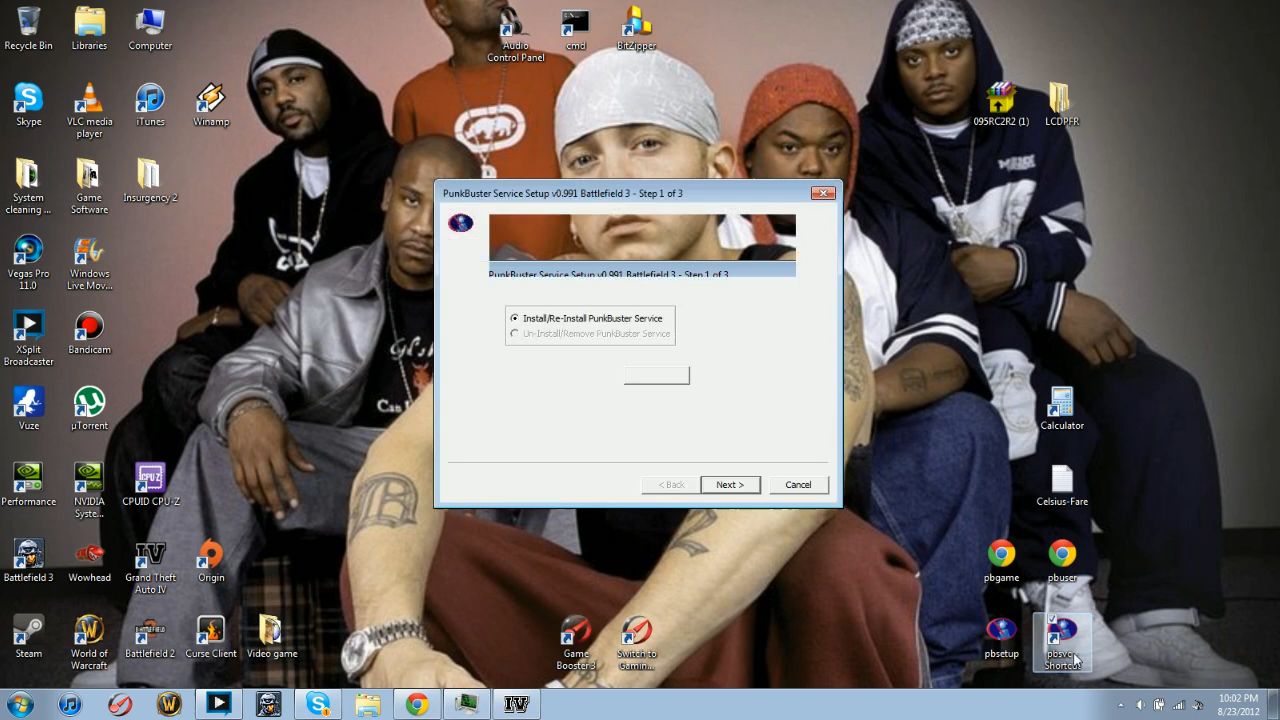 Recycle Bin
Libraries
Computer
Audio
Control Panel
cmd
BitZipper
Skype
VLC media
player
iTunes
Winamp
095RC2R2 (1)
LCDPFR
System
cleaning ...
Game
Software
Insurgency 2
Vegas Pro
11.0
Windows
Live Mov...
XSplit
Broadcaster
Bandicam
Vuze
µTorrent
Calculator
Performance
NVIDIA
Syste...
CPUID CPU-Z
Celsius-Fare
Battlefield 3
Wowhead
Grand Theft
Auto IV
Origin
pbgame
pbuser
Steam
World of
Warcraft
Battlefield 2
Curse Client
Video game
Game
Booster 3
Switch to
Gamin...
pbsetup
pbsvc -
Shortcut
PunkBuster Service Setup v0.991 Battlefield 3 - Step 1 of 3
PunkBuster Service Setup v0.991 Battlefield 3 - Step 1 of 3
Install/Re-Install PunkBuster Service
Un-Install/Remove PunkBuster Service
< Back
Next >
Cancel
10:02 PM
8/23/2012